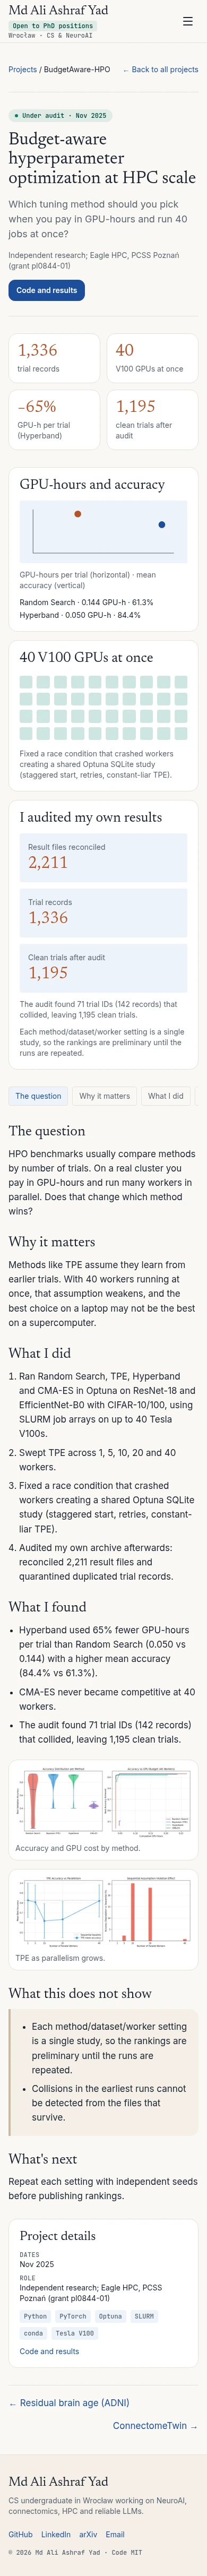 Md Ali Ashraf Yad
Open to PhD positions
Wrocław · CS & NeuroAI
Projects / BudgetAware-HPO
← Back to all projects
Under audit · Nov 2025
Budget-aware
hyperparameter
optimization at HPC scale
Which tuning method should you pick
when you pay in GPU-hours and run 40
jobs at once?
Independent research; Eagle HPC, PCSS Poznań
(grant pl0844-01)
Code and results
1,336
trial records
40
V100 GPUs at once
-65%
GPU-h per trial
(Hyperband)
1,195
clean trials after
audit
GPU-hours and accuracy
GPU-hours per trial (horizontal) · mean
accuracy (vertical)
Random Search · 0.144 GPU-h · 61.3%
Hyperband · 0.050 GPU-h · 84.4%
40 V100 GPUs at once
Fixed a race condition that crashed workers
creating a shared Optuna SQLite study
(staggered start, retries, constant-liar TPE).
I audited my own results
Result files reconciled
2,211
Trial records
1,336
Clean trials after audit
1,195
The audit found 71 trial IDs (142 records) that
collided, leaving 1,195 clean trials.
Each method/dataset/worker setting is a single
study, so the rankings are preliminary until the
runs are repeated.
The question
Why it matters
What I did
The question
HPO benchmarks usually compare methods
by number of trials. On a real cluster you
pay in GPU-hours and run many workers in
parallel. Does that change which method
wins?
Why it matters
Methods like TPE assume they learn from
earlier trials. With 40 workers running at
once, that assumption weakens, and the
best choice on a laptop may not be the best
on a supercomputer.
What I did
1. Ran Random Search, TPE, Hyperband
and CMA-ES in Optuna on ResNet-18 and
EfficientNet-B0 with CIFAR-10/100, using
SLURM job arrays on up to 40 Tesla
V100s.
2. Swept TPE across 1, 5, 10, 20 and 40
workers.
3. Fixed a race condition that crashed
workers creating a shared Optuna SQLite
study (staggered start, retries, constant-
liar TPE).
4. Audited my own archive afterwards:
reconciled 2,211 result files and
quarantined duplicated trial records.
What I found
• Hyperband used 65% fewer GPU-hours
per trial than Random Search (0.050 vs
0.144) with a higher mean accuracy
(84.4% vs 61.3%).
• CMA-ES never became competitive at 40
workers.
• The audit found 71 trial IDs (142 records)
that collided, leaving 1,195 clean trials.
Accuracy and GPU cost by method.
TPE as parallelism grows.
What this does not show
• Each method/dataset/worker setting
is a single study, so the rankings are
preliminary until the runs are
repeated.
• Collisions in the earliest runs cannot
be detected from the files that
survive.
What's next
Repeat each setting with independent seeds
before publishing rankings.
Project details
DATES
Nov 2025
ROLE
Independent research; Eagle HPC, PCSS
Poznań (grant pl0844-01)
Python
PyTorch
Optuna
SLURM
conda
Tesla V100
Code and results
← Residual brain age (ADNI)
ConnectomeTwin →
Md Ali Ashraf Yad
CS undergraduate in Wrocław working on NeuroAI,
connectomics, HPC and reliable LLMs.
GitHub
LinkedIn
arXiv
Email
© 2026 Md Ali Ashraf Yad · Code MIT